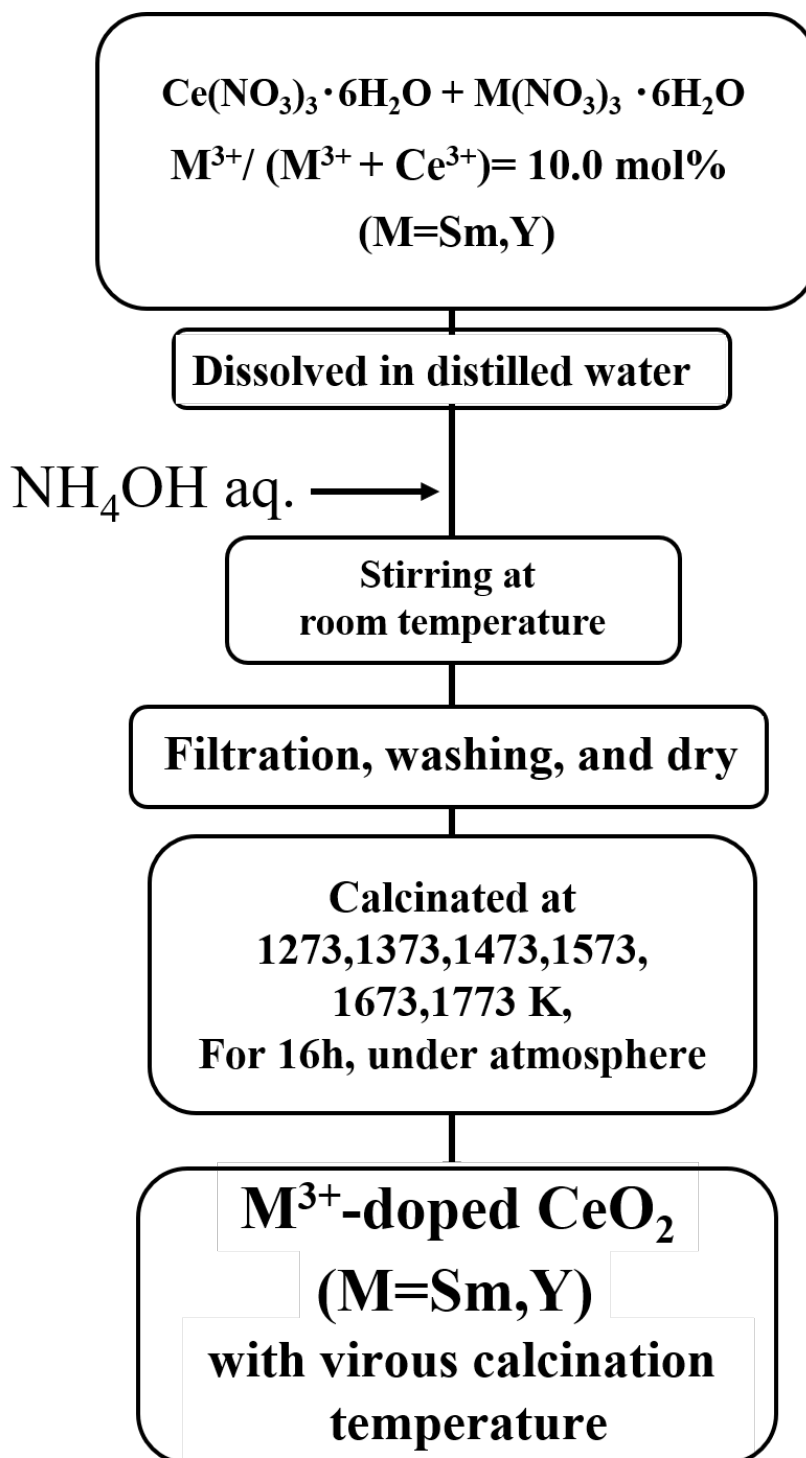 Ce(NO₃)₃·6H₂O + M(NO₃)₃ ·6H₂O
M³⁺/ (M³⁺ + Ce³⁺)= 10.0 mol%
(M=Sm,Y)
Dissolved in distilled water
NH₄OH aq.
Stirring at
room temperature
Filtration, washing, and dry
Calcinated at
1273,1373,1473,1573,
1673,1773 K,
For 16h, under atmosphere
M³⁺-doped CeO₂
(M=Sm,Y)
with virous calcination
temperature